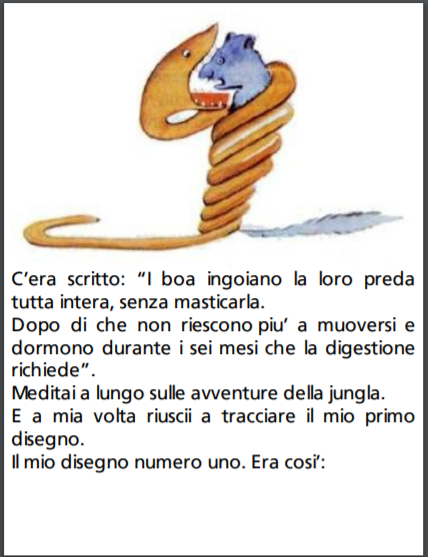 C’era scritto: “I boa ingoiano la loro preda
tutta intera, senza masticarla.
Dopo di che non riescono piu’ a muoversi e
dormono durante i sei mesi che la digestione
richiede”.
Meditai a lungo sulle avventure della jungla.
E a mia volta riuscii a tracciare il mio primo
disegno.
Il mio disegno numero uno. Era cosi’: